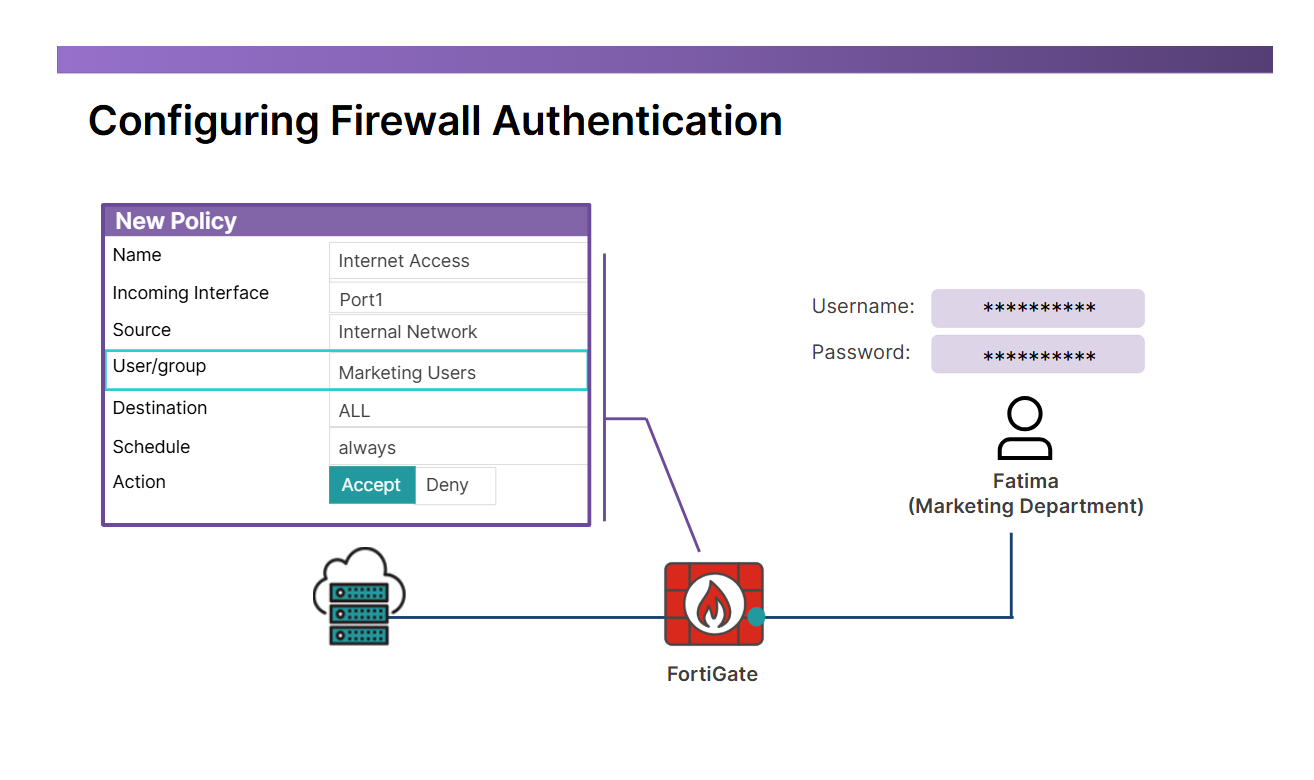 Configuring Firewall Authentication
New Policy
Name Internet Access
Incoming Interface Port1
Source Internal Network
User/group Marketing Users
Destination ALL
Schedule always
Action Accept Deny
Username: **********
Password: **********
Fatima
(Marketing Department)
FortiGate